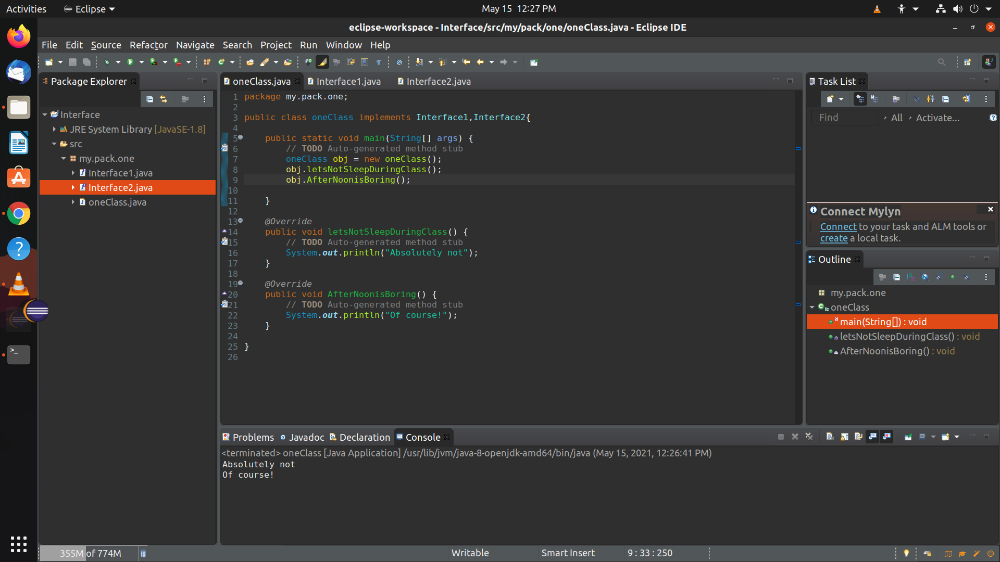 Activities
Eclipse
May 15 12:27 PM
eclipse-workspace - Interface/src/my/pack/one/oneClass.java - Eclipse IDE
File Edit Source Refactor Navigate Search Project Run Window Help
Package Explorer
Interface
JRE System Library [JavaSE-1.8]
src
my.pack.one
Interface1.java
Interface2.java
oneClass.java
oneClass.java Interface1.java Interface2.java
1 package my.pack.one;
2
3 public class oneClass implements Interface1,Interface2{
4
5 public static void main(String[] args) {
6 // TODO Auto-generated method stub
7 oneClass obj = new oneClass();
8 obj.letsNotSleepDuringClass();
9 obj.AfterNoonisBoring();
10
11 }
12
13 @Override
14 public void letsNotSleepDuringClass() {
15 // TODO Auto-generated method stub
16 System.out.println("Absolutely not");
17 }
18
19 @Override
20 public void AfterNoonisBoring() {
21 // TODO Auto-generated method stub
22 System.out.println("Of course!");
23 }
24
25 }
26
Task List
Find
All
Activate...
Connect Mylyn
Connect to your task and ALM tools or
create a local task.
Outline
my.pack.one
oneClass
main(String[]) : void
letsNotSleepDuringClass() : void
AfterNoonisBoring() : void
Problems Javadoc Declaration Console
<terminated> oneClass [Java Application] /usr/lib/jvm/java-8-openjdk-amd64/bin/java (May 15, 2021, 12:26:41 PM)
Absolutely not
Of course!
355M of 774M
Writable
Smart Insert
9 : 33 : 250